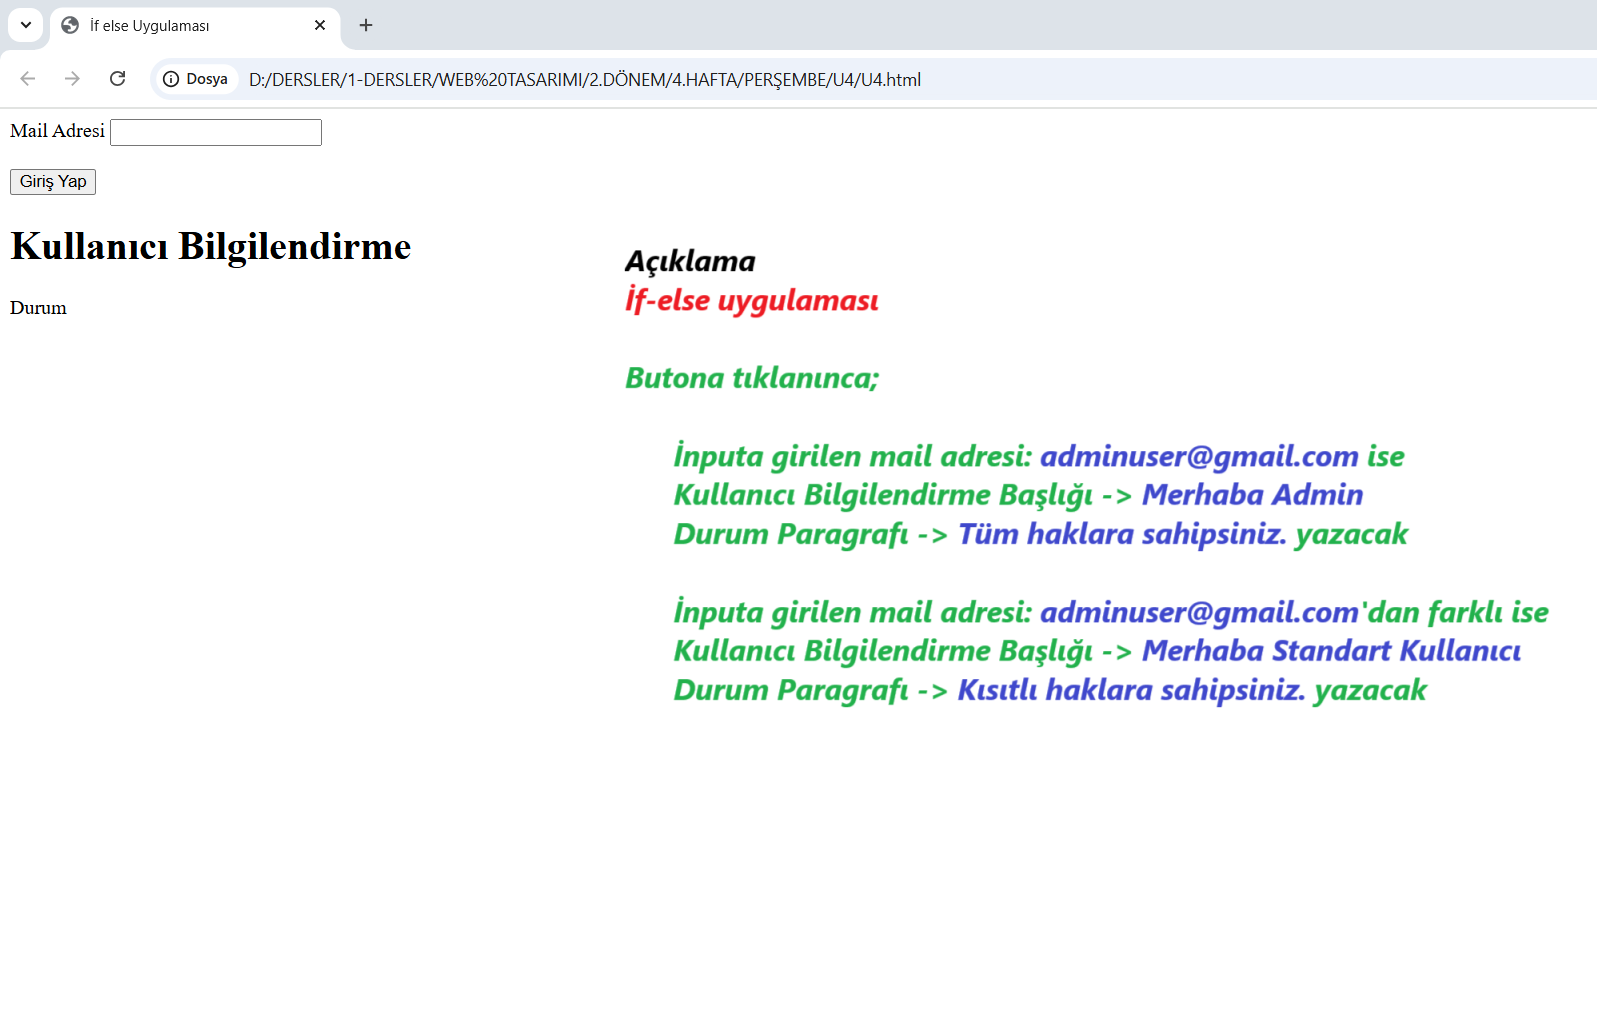 İf else Uygulaması
Dosya D:/DERSLER/1-DERSLER/WEB%20TASARIMI/2.DÖNEM/4.HAFTA/PERŞEMBE/U4/U4.html
Mail Adresi
Giriş Yap
Kullanıcı Bilgilendirme
Durum
Açıklama
İf-else uygulaması
Butona tıklanınca;
İnputa girilen mail adresi: adminuser@gmail.com ise
Kullanıcı Bilgilendirme Başlığı -> Merhaba Admin
Durum Paragrafı -> Tüm haklara sahipsiniz. yazacak
İnputa girilen mail adresi: adminuser@gmail.com'dan farklı ise
Kullanıcı Bilgilendirme Başlığı -> Merhaba Standart Kullanıcı
Durum Paragrafı -> Kısıtlı haklara sahipsiniz. yazacak